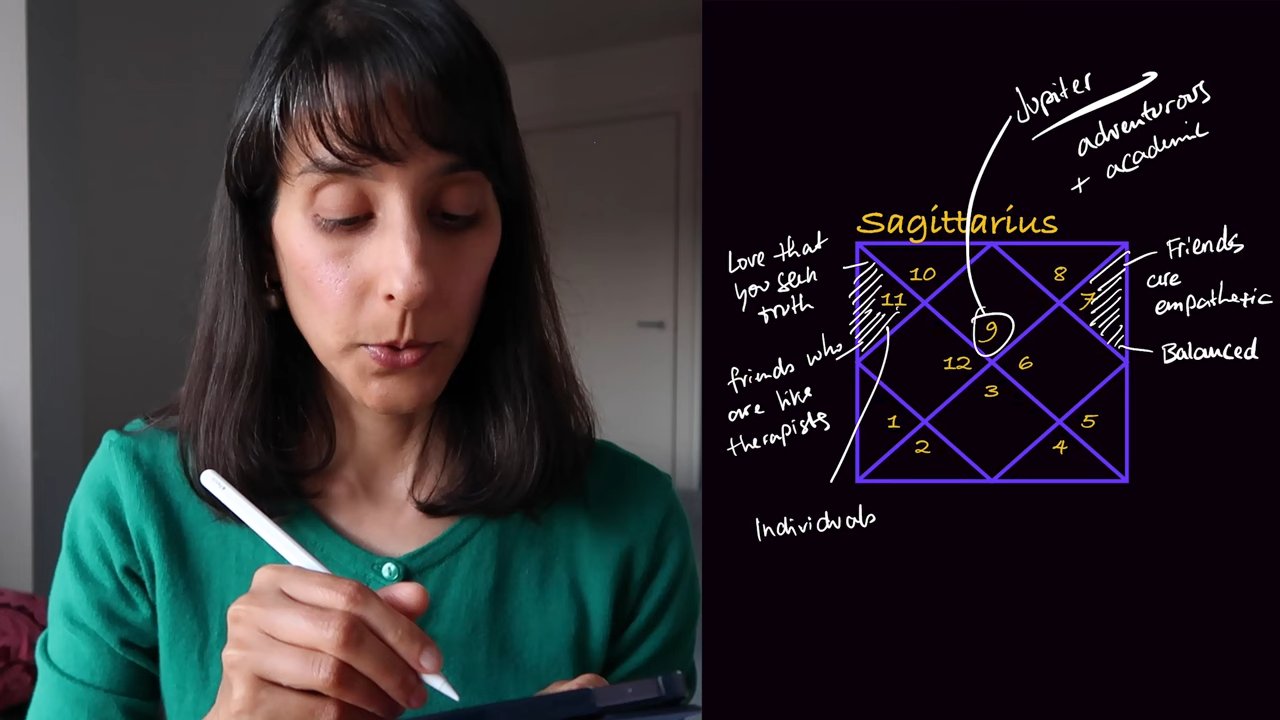 Jupiter
adventurous
+ academic
Sagittarius
Love that
you seek
truth
friends who
are like
therapists
Individuals
Friends
are
empathetic
Balanced
10
8
11
7
9
12
6
3
1
5
2
4